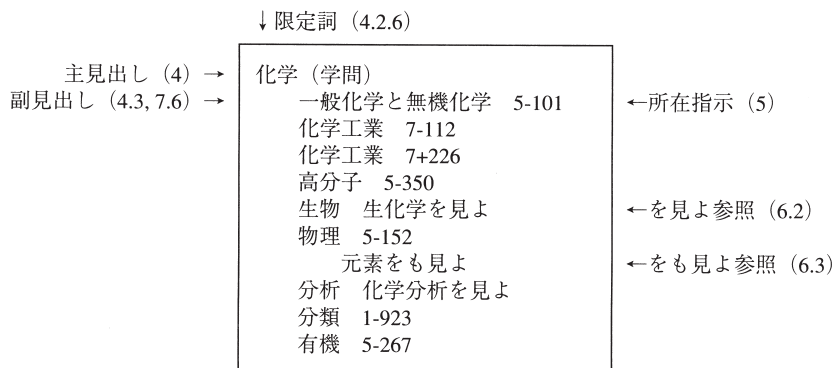 ↓限定詞（4.2.6）
主見出し（4）→ 化学（学問）
副見出し（4.3, 7.6）→ 一般化学と無機化学 5-101 ←所在指示（5）
化学工業 7-112
化学工業 7+226
高分子 5-350
生物 生化学を見よ ←を見よ参照（6.2）
物理 5-152
元素をも見よ ←をも見よ参照（6.3）
分析 化学分析を見よ
分類 1-923
有機 5-267